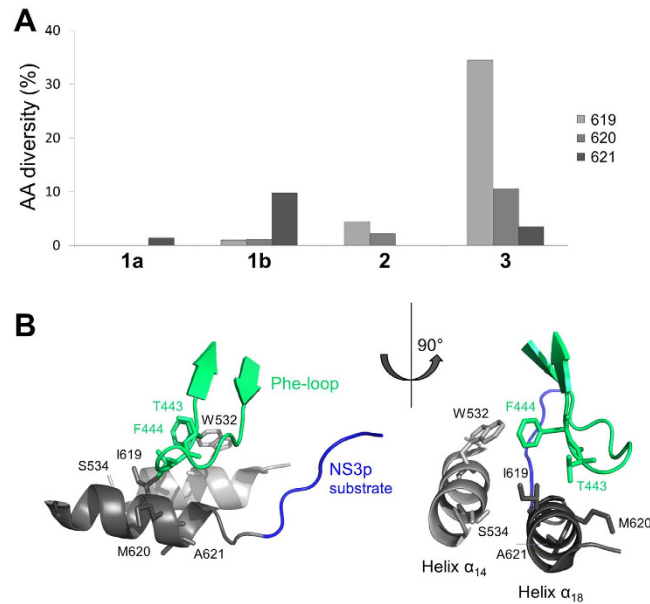 A
AA diversity (%)
40
30
20
10
0
1a 1b 2 3
619
620
621
B
90°
Phe-loop
T443
F444
W532
I619
S534
NS3p
substrate
M620
A621
W532
F444
I619
T443
S534
M620
A621
Helix α14
Helix α18